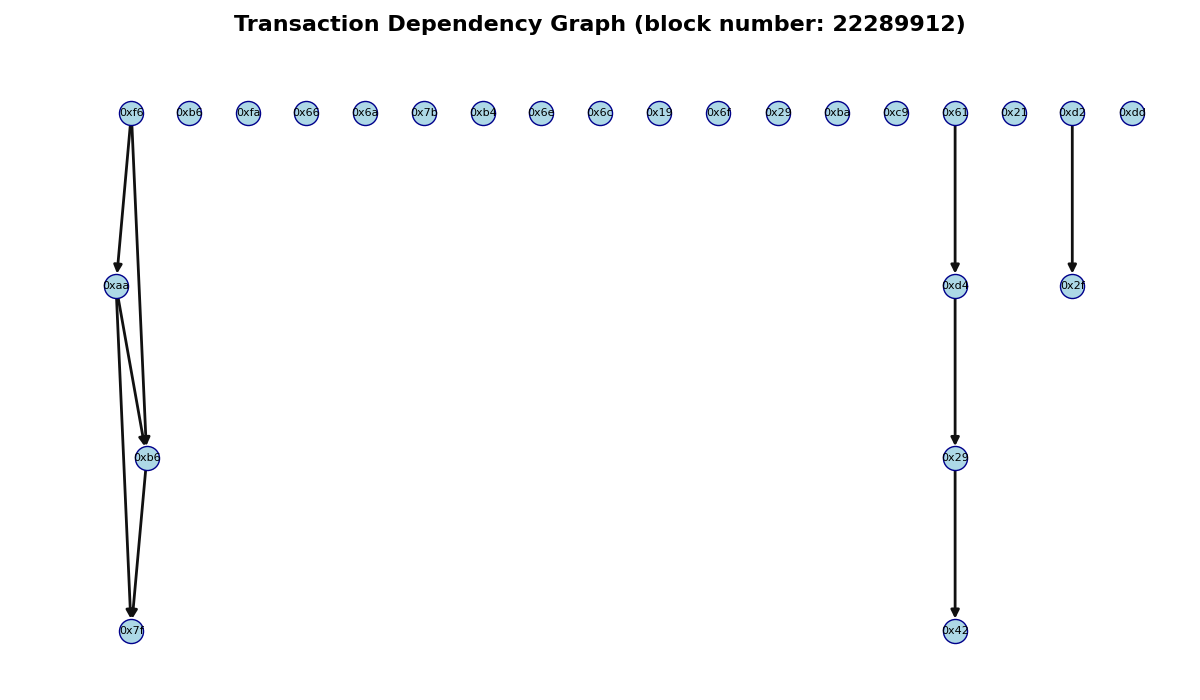 Transaction Dependency Graph (block number: 22289912)
0xf6 0xb6 0xfa 0x66 0x6a 0x7b 0xb4 0x6e 0x6c 0x19 0x6f 0x29 0xba 0xc9 0x61 0x21 0xd2 0xdd
0xaa 0xd4 0x2f
0xb6 0x29
0x7f 0x42